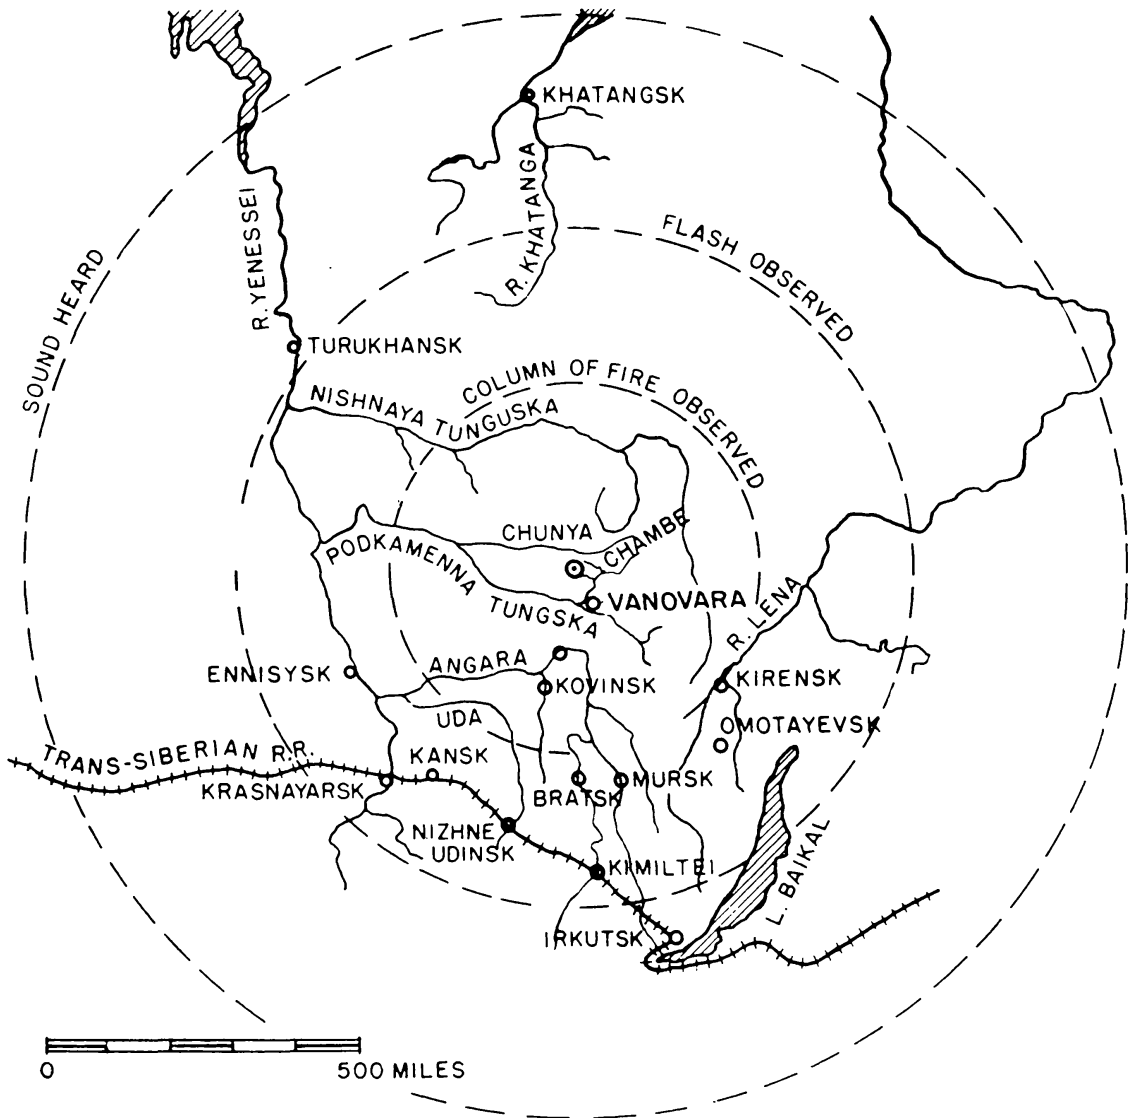 KHATANGSK
R. KHATANGA
R. YENESSEI
SOUND HEARD
FLASH OBSERVED
TURUKHANSK
COLUMN OF FIRE OBSERVED
NISHNAYA TUNGUSKA
CHUNYA
CHAMBE
PODKAMENNA TUNGSKA
VANOVARA
R. LENA
ANGARA
ENNISYSK
KOVINSK
KIRENSK
UDA
OMOTAYEVSK
TRANS-SIBERIAN R.R.
KANSK
KRASNAYARSK
BRATSK
MURSK
NIZHNE
UDINSK
KIMILTEI
L. BAIKAL
IRKUTSK
0 500 MILES